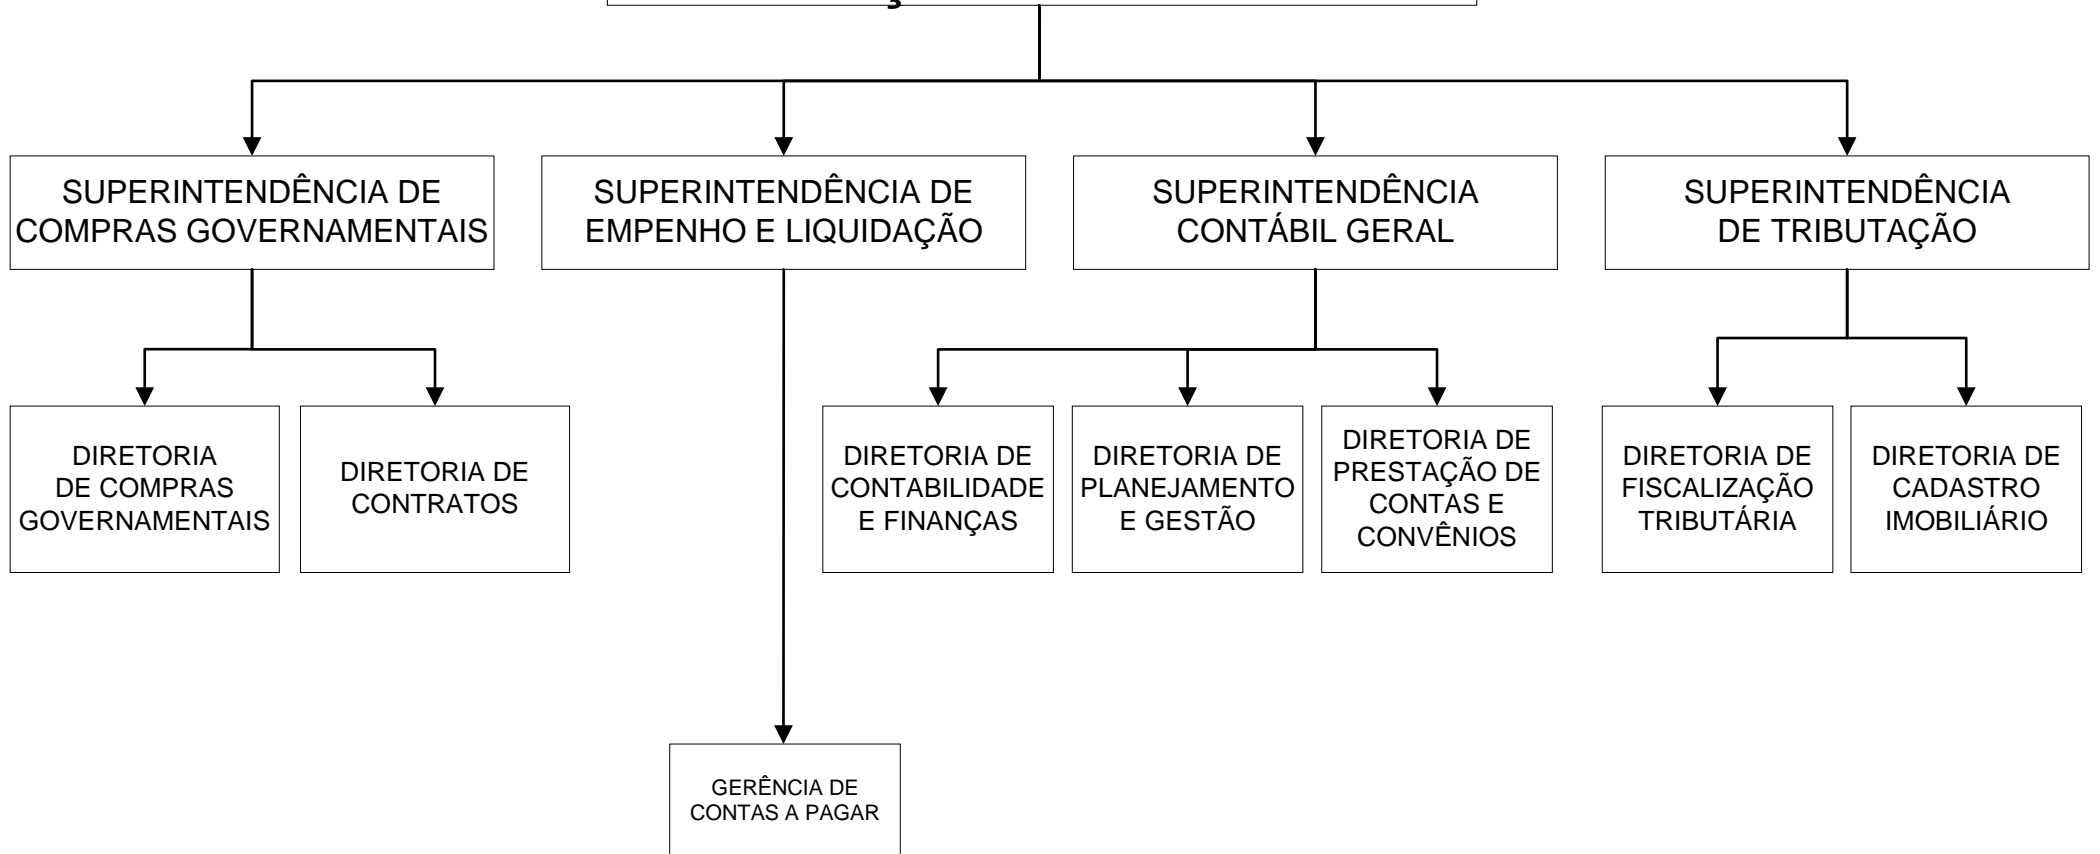 SUPERINTENDÊNCIA DE
COMPRAS GOVERNAMENTAIS
SUPERINTENDÊNCIA DE
EMPENHO E LIQUIDAÇÃO
SUPERINTENDÊNCIA
CONTÁBIL GERAL
SUPERINTENDÊNCIA
DE TRIBUTAÇÃO
DIRETORIA
DE COMPRAS
GOVERNAMENTAIS
DIRETORIA DE
CONTRATOS
DIRETORIA DE
CONTABILIDADE
E FINANÇAS
DIRETORIA DE
PLANEJAMENTO
E GESTÃO
DIRETORIA DE
PRESTAÇÃO DE
CONTAS E
CONVÊNIOS
DIRETORIA DE
FISCALIZAÇÃO
TRIBUTÁRIA
DIRETORIA DE
CADASTRO
IMOBILIÁRIO
GERÊNCIA DE
CONTAS A PAGAR